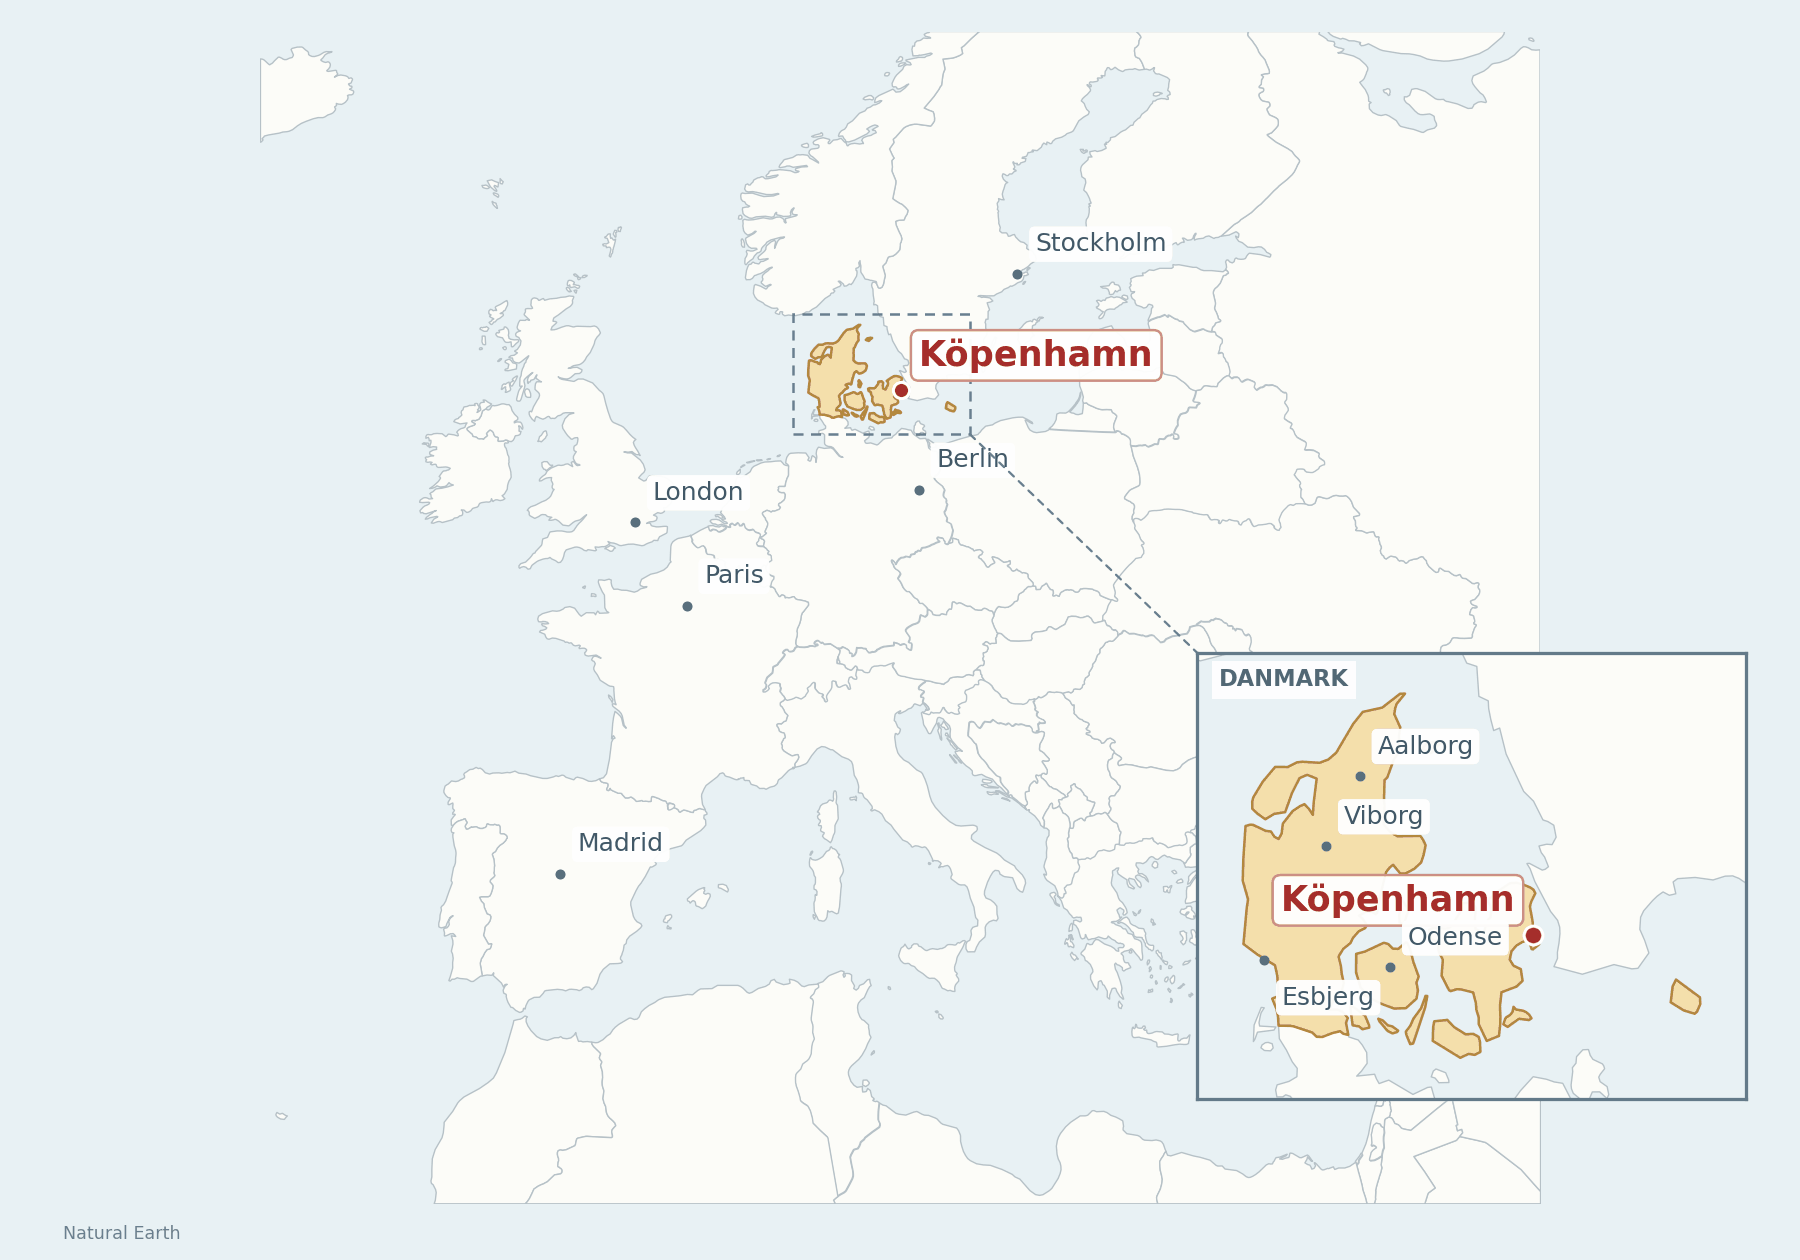 Stockholm
Köpenhamn
Berlin
London
Paris
Madrid
DANMARK
Aalborg
Viborg
Köpenhamn
Odense
Esbjerg
Natural Earth